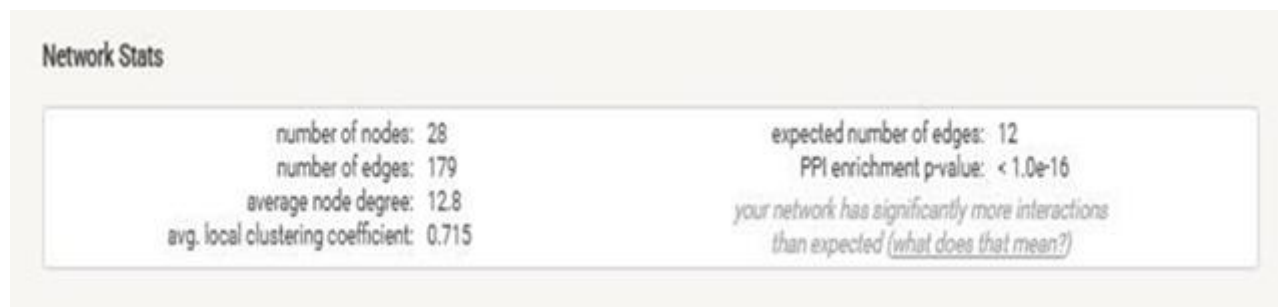 Network Stats
number of nodes: 28
number of edges: 179
average node degree: 12.8
avg. local clustering coefficient: 0.715
expected number of edges: 12
PPI enrichment p-value: < 1.0e-16
your network has significantly more interactions
than expected (what does that mean?)